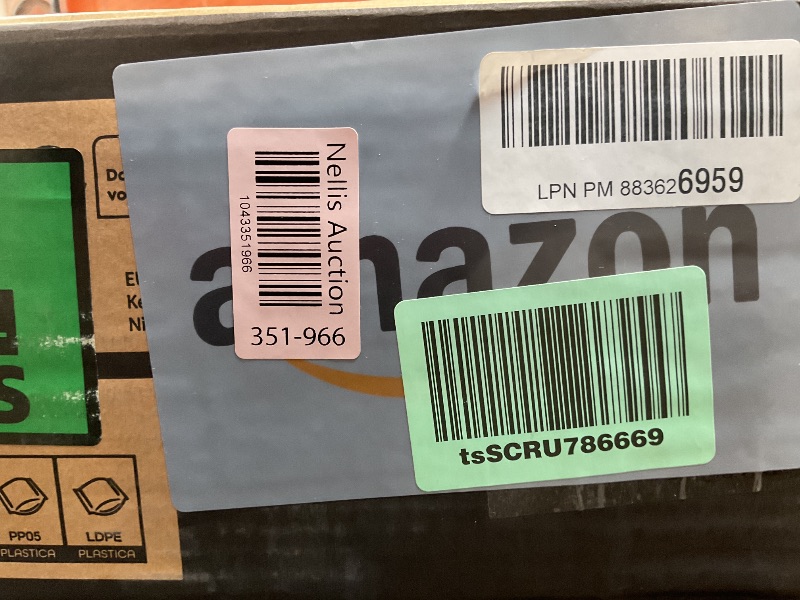 LPN PM 883626959
Nellis Auction
1043351966
351-966
amazon
tsSCRU786669
S
PP05
PLASTICA
LDPE
PLASTICA